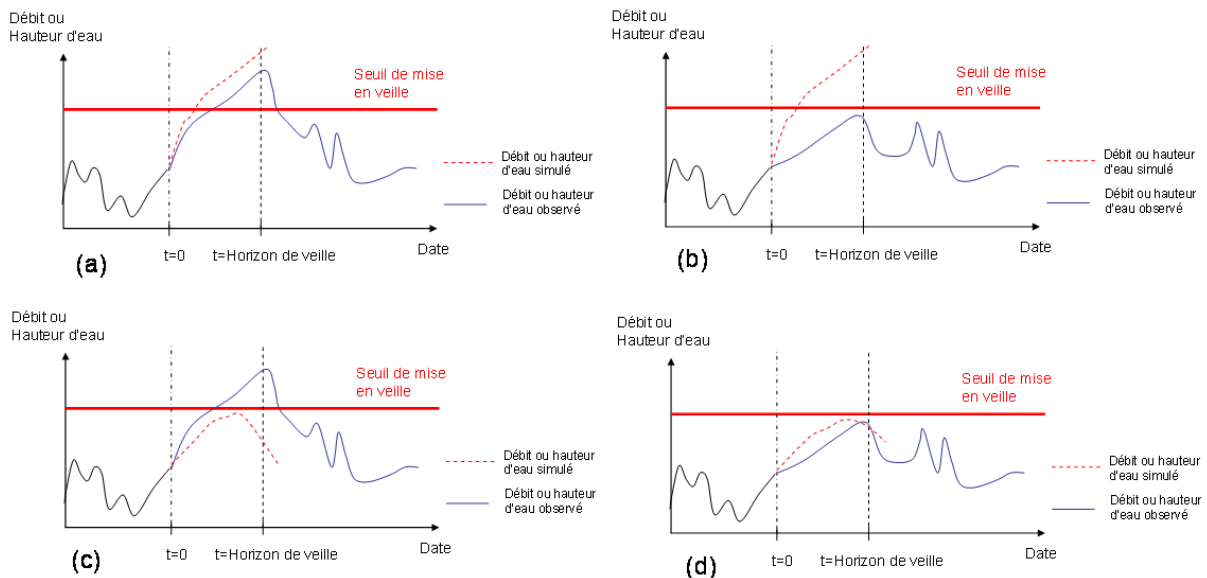 Débit ou
Hauteur d'eau
Seuil de mise
en veille
Débit ou hauteur
d'eau simulé
Débit ou hauteur
d'eau observé
Date
t=0
t=Horizon de veille
(a)
Débit ou
Hauteur d'eau
Seuil de mise
en veille
Débit ou hauteur
d'eau simulé
Débit ou hauteur
d'eau observé
Date
t=0
t=Horizon de veille
(b)
Débit ou
Hauteur d'eau
Seuil de mise
en veille
Débit ou hauteur
d'eau simulé
Débit ou hauteur
d'eau observé
Date
t=0
t=Horizon de veille
(c)
Débit ou
Hauteur d'eau
Seuil de mise
en veille
Débit ou hauteur
d'eau simulé
Débit ou hauteur
d'eau observé
Date
t=0
t=Horizon de veille
(d)